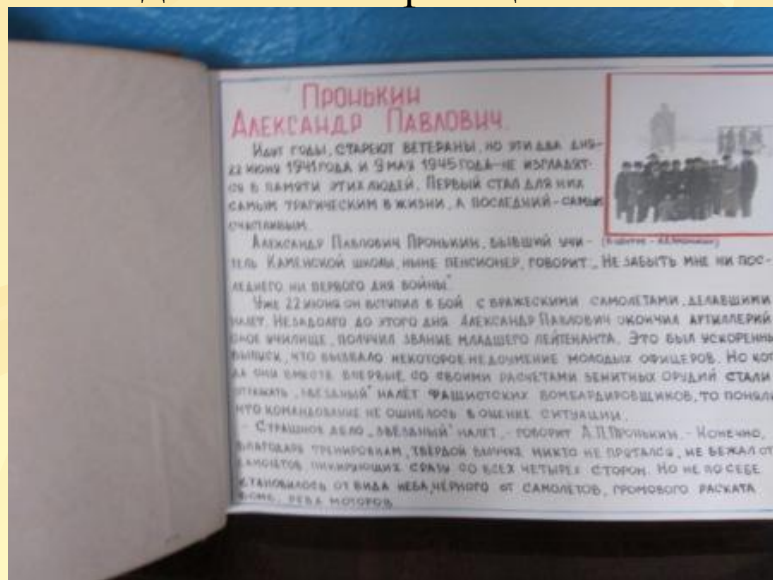 Пронькин
Александр Павлович.
Идут годы, стареют ветераны, но эти два дня-
22 июня 1941 года и 9 мая 1945 года-не изгладят-
ся в памяти этих людей. Первый стал для них
самым трагическим в жизни, а последний-самым
счастливым.
Александр Павлович Пронькин, бывший учи-
(в центре - А.П.Пронькин)
тель Каменской школы, ныне пенсионер, говорит: „Не забыть мне ни пос-
леднего, ни первого дня войны"
Уже 22 июня он вступил в бой с вражескими самолетами, делавшими
налет. Незадолго до этого дня Александр Павлович окончил артиллерий
ское училище, получил звание младшего лейтенанта. Это был ускоренны
выпуск, что вызвало некоторое недоумение молодых офицеров. Но ког
да они вместе впервые со своими расчетами зенитных орудий стали
отражать „звездный" налет фашистских бомбардировщиков, то поняли
что командование не ошиблось в оценке ситуации.
- Страшное дело „звездный" налет, - говорит А.П.Пронькин. - Конечно,
благодаря тренировкам, твёрдой выучке никто не прятался, не бежал от
самолетов, пикирующих сразу со всех четырех сторон. Но не по себе
становилось от вида неба, чёрного от самолетов, громового раската
бомб, рева моторов